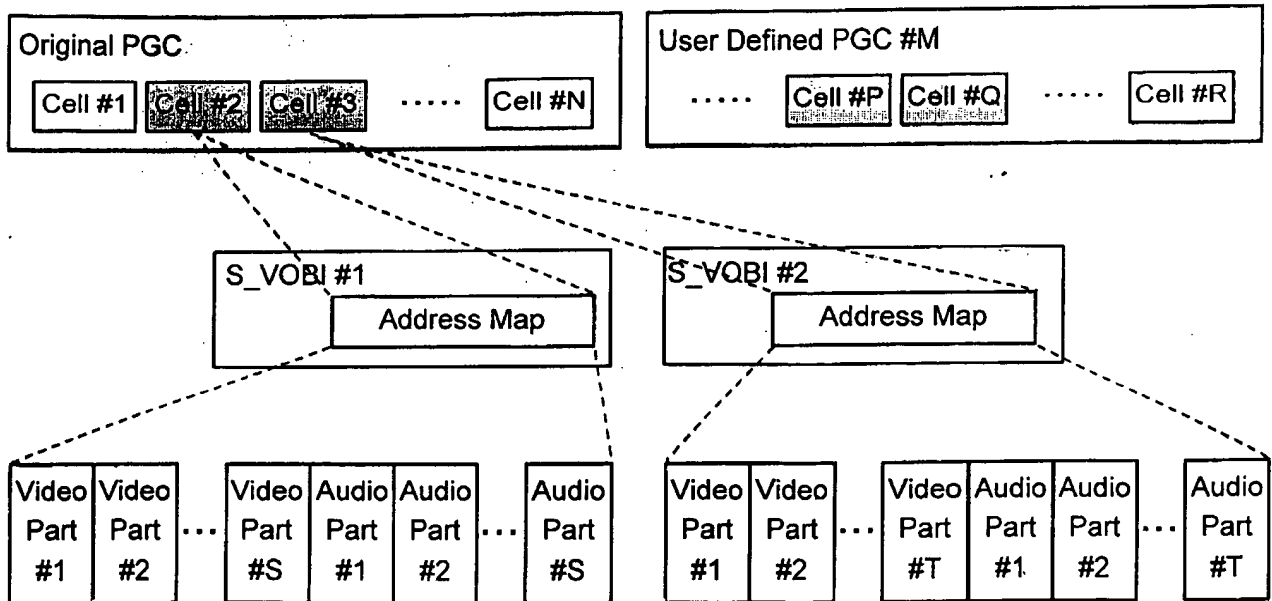 Original PGC
Cell #1 Cell #2 Cell #3 ..... Cell #N
User Defined PGC #M
..... Cell #P Cell #Q ..... Cell #R
S_VOBI #1
Address Map
S_VOBI #2
Address Map
Video Video ... Video Audio Audio ... Audio
Part Part Part Part Part Part
#1 #2 #S #1 #2 #S
Video Video ... Video Audio Audio ... Audio
Part Part Part Part Part Part
#1 #2 #T #1 #2 #T